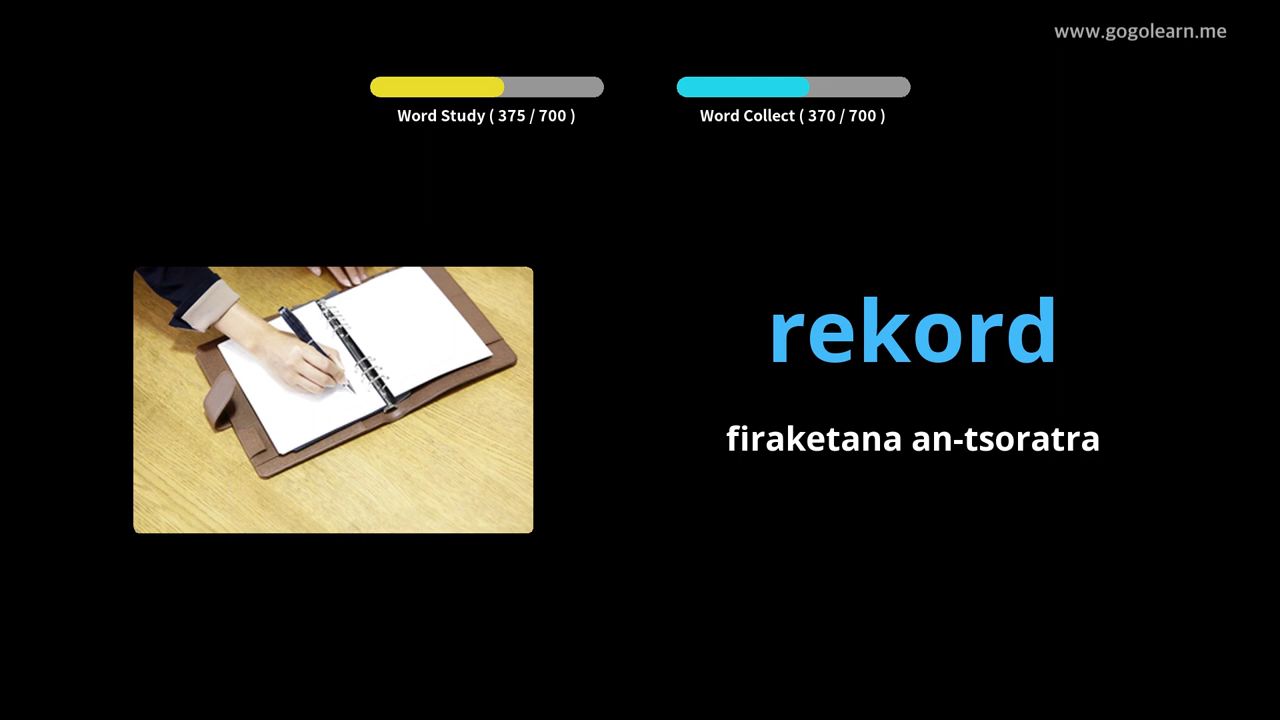 www.gogolearn.me
Word Study ( 375 / 700 )
Word Collect ( 370 / 700 )
rekord
firaketana an-tsoratra